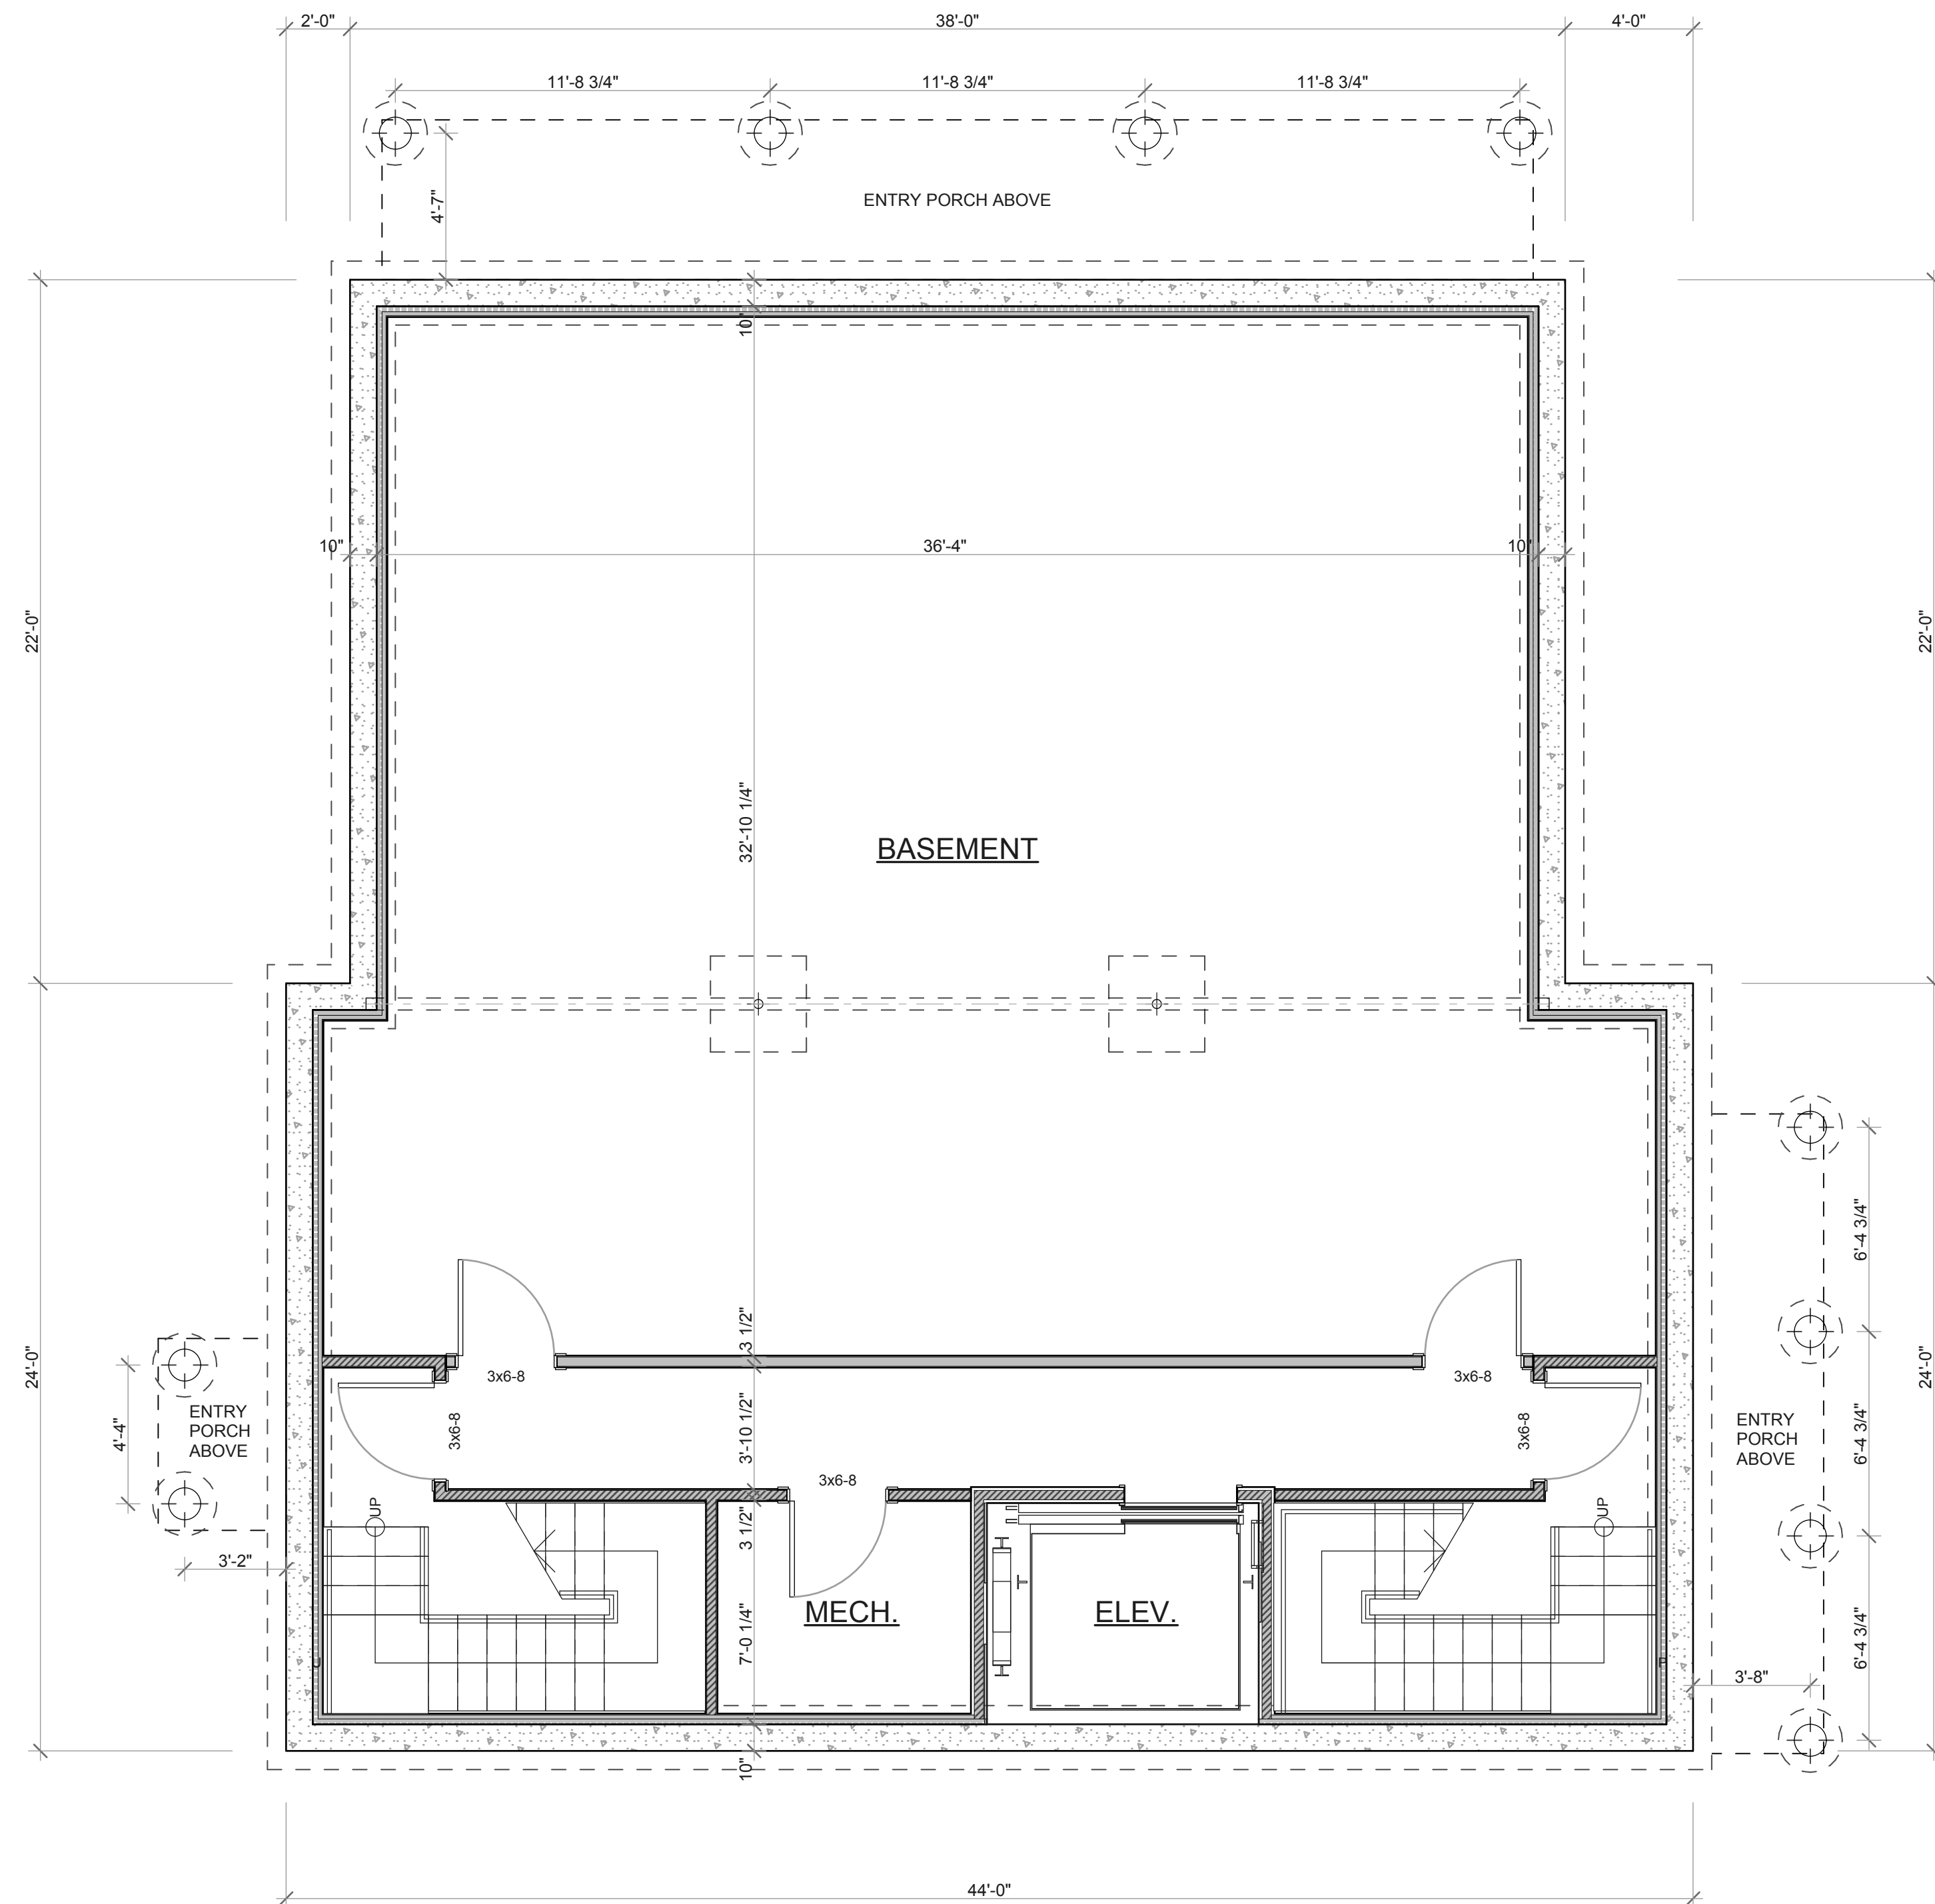 2'-0" 38'-0" 4'-0"
11'-8 3/4" 11'-8 3/4" 11'-8 3/4"
4'-7"
ENTRY PORCH ABOVE
10"
10" 36'-4" 10"
22'-0" 22'-0"
32'-10 1/4"
BASEMENT
6'-4 3/4"
3 1/2"
24'-0" 24'-0"
3x6-8 3x6-8
4'-4"
ENTRY
PORCH
ABOVE
3x6-8
3'-10 1/2"
3x6-8
ENTRY
PORCH
ABOVE
6'-4 3/4"
3x6-8
UP UP
3 1/2"
3'-2"
MECH.
ELEV.
7'-0 1/4"
6'-4 3/4"
3'-8"
10"
44'-0"